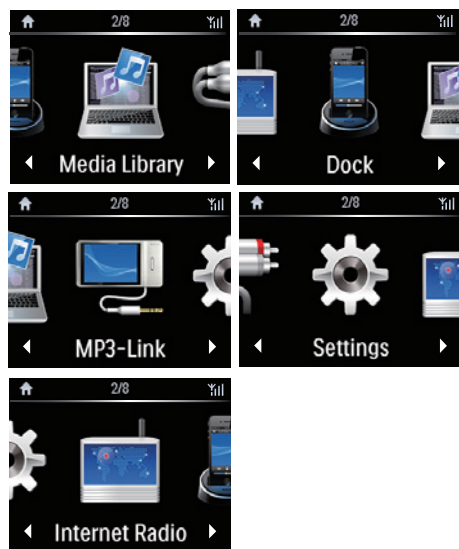 2/8
Media Library
2/8
Dock
2/8
MP3-Link
2/8
Settings
2/8
Internet Radio